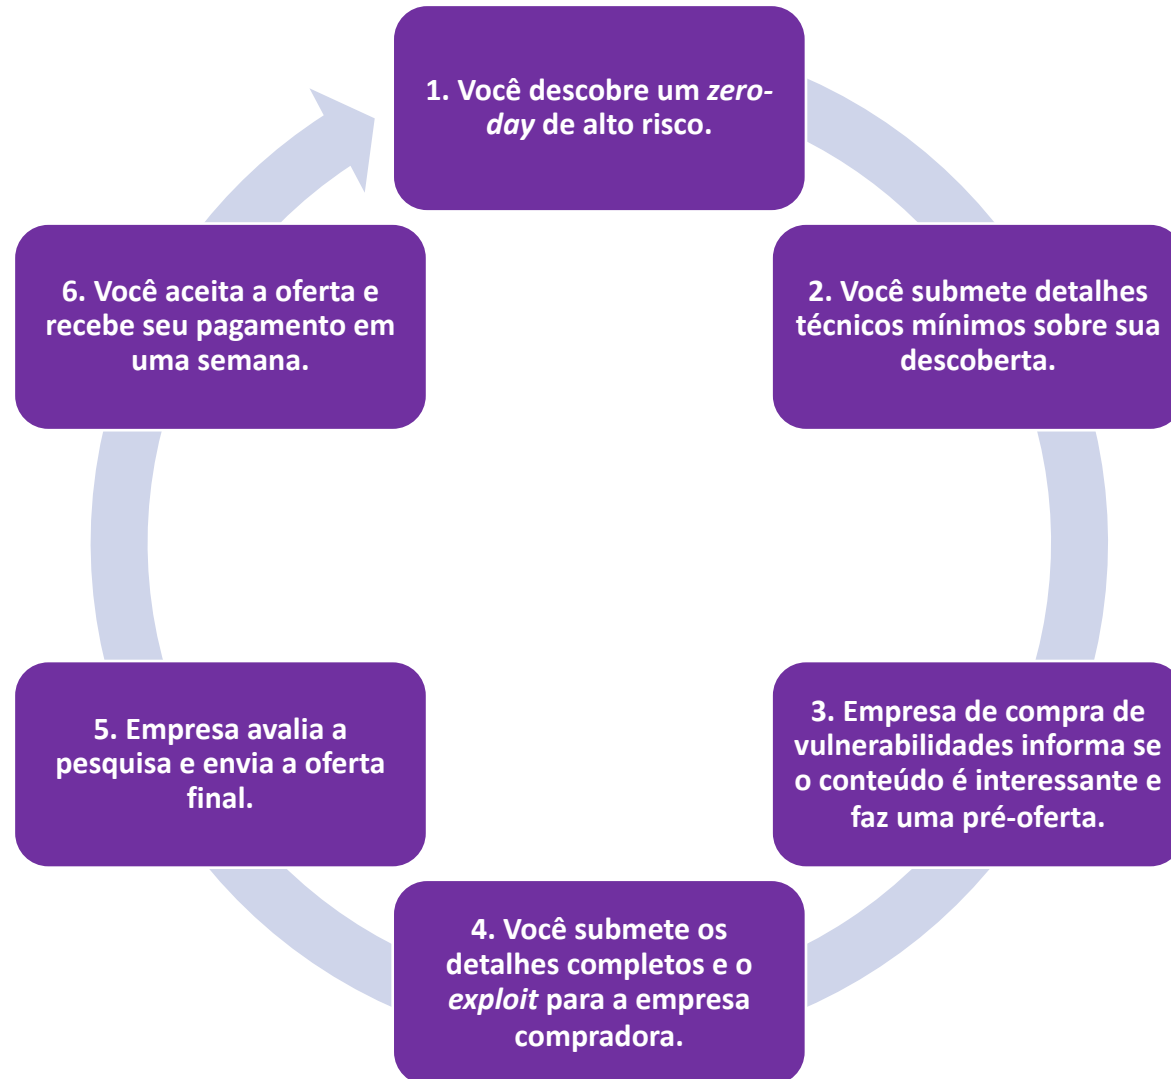 1. Você descobre um zero-
day de alto risco.
2. Você submete detalhes
técnicos mínimos sobre sua
descoberta.
3. Empresa de compra de
vulnerabilidades informa se
o conteúdo é interessante e
faz uma pré-oferta.
4. Você submete os
detalhes completos e o
exploit para a empresa
compradora.
5. Empresa avalia a
pesquisa e envia a oferta
final.
6. Você aceita a oferta e
recebe seu pagamento em
uma semana.